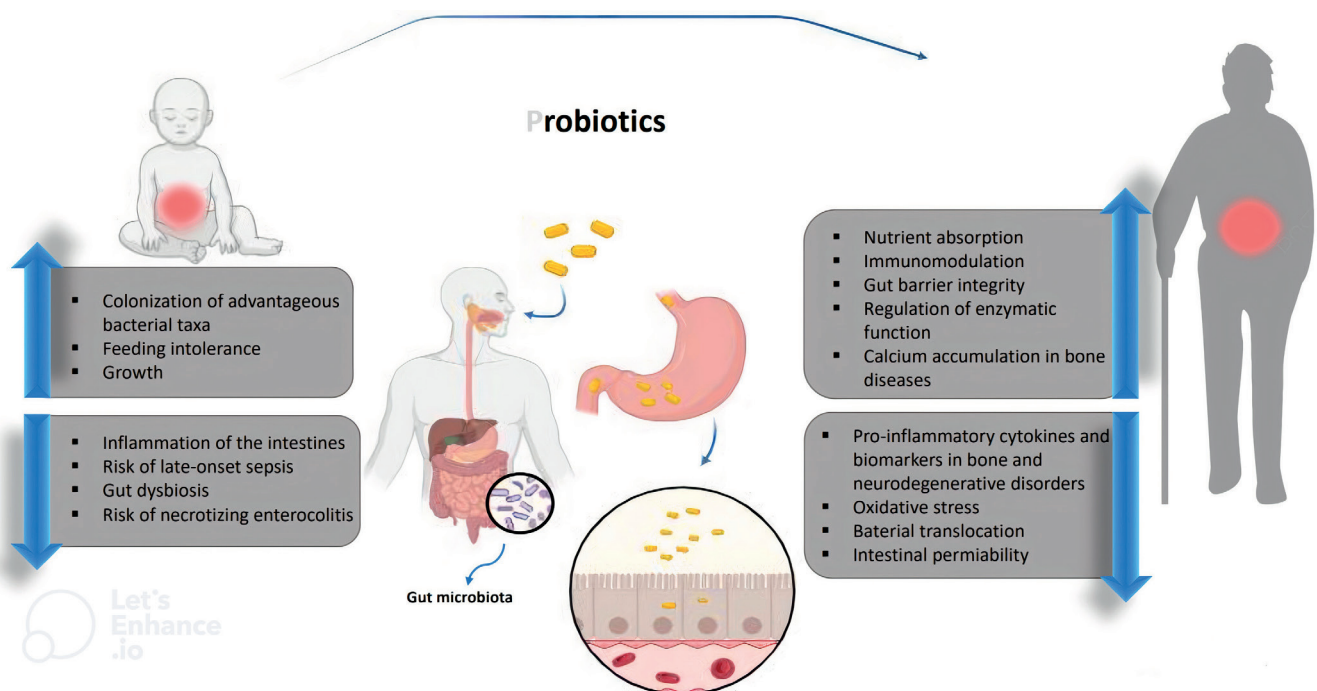 Probiotics
▪ Colonization of advantageous
bacterial taxa
▪ Feeding intolerance
▪ Growth
▪ Inflammation of the intestines
▪ Risk of late-onset sepsis
▪ Gut dysbiosis
▪ Risk of necrotizing enterocolitis
Gut microbiota
▪ Nutrient absorption
▪ Immunomodulation
▪ Gut barrier integrity
▪ Regulation of enzymatic
function
▪ Calcium accumulation in bone
diseases
▪ Pro-inflammatory cytokines and
biomarkers in bone and
neurodegenerative disorders
▪ Oxidative stress
▪ Baterial translocation
▪ Intestinal permiability
Let's
Enhance
.io